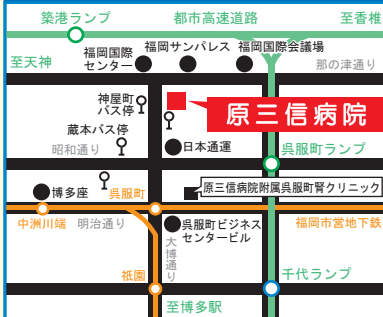 築港ランプ
都市高速道路
至香椎
福岡国際
センター
福岡サンパレス
福岡国際会議場
至天神
那の津通り
神屋町
バス停
原三信病院
蔵本バス停
昭和通り
日本通運
呉服町ランプ
博多座
呉服町
原三信病院附属呉服町腎クリニック
中洲川端
明治通り
呉服町ビジネス
センタービル
福岡市営地下鉄
大博通り
祇園
千代ランプ
至博多駅